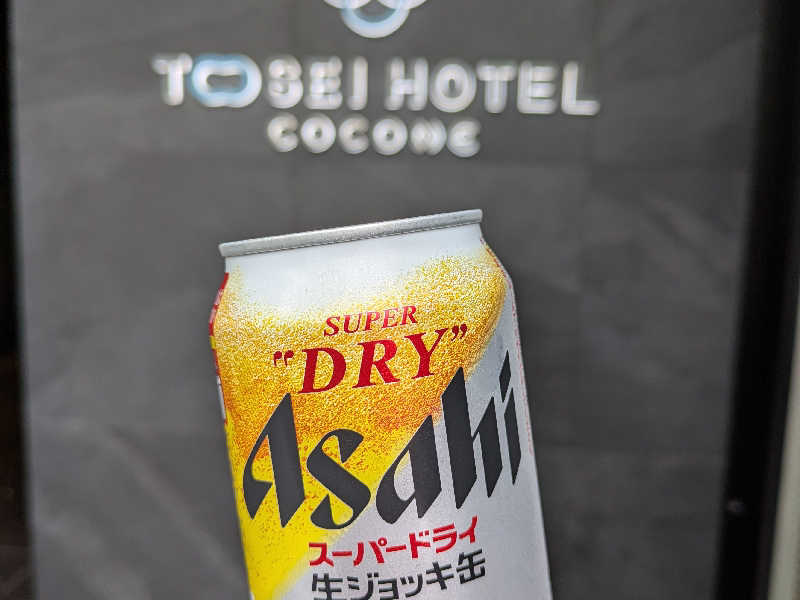 TOSEI HOTEL
COCONE
SUPER
"DRY"
Asahi
スーパードライ
生ジョッキ缶